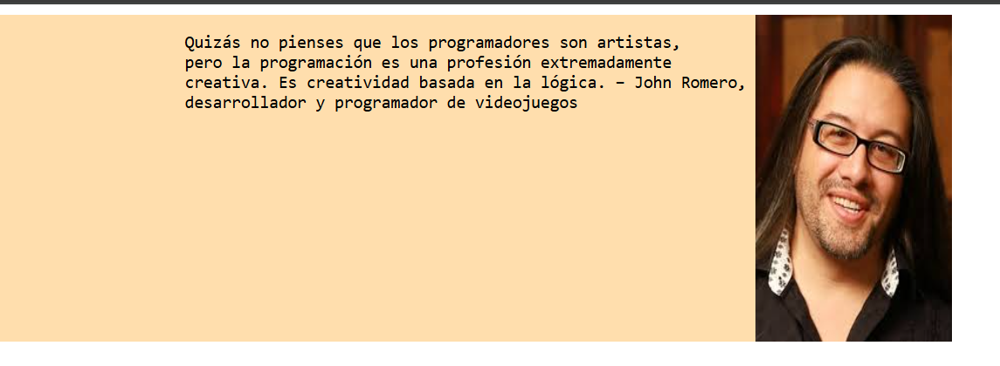 Quizás no pienses que los programadores son artistas,
pero la programación es una profesión extremadamente
creativa. Es creatividad basada en la lógica. – John Romero,
desarrollador y programador de videojuegos